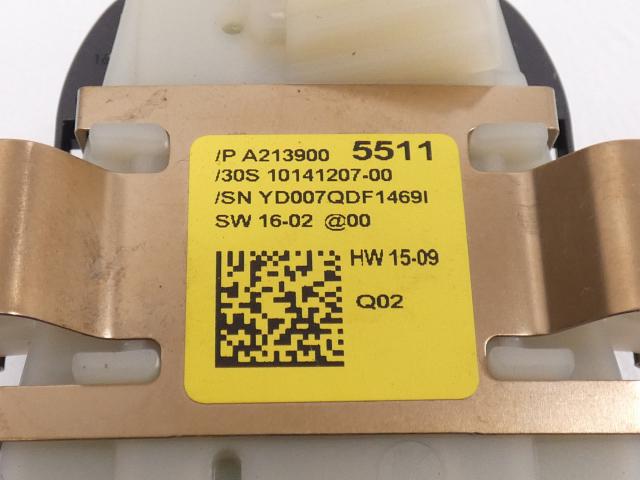 /P A213900 5511
/30S 10141207-00
/SN YD007QDF1469I
SW 16-02 @00
HW 15-09
Q02